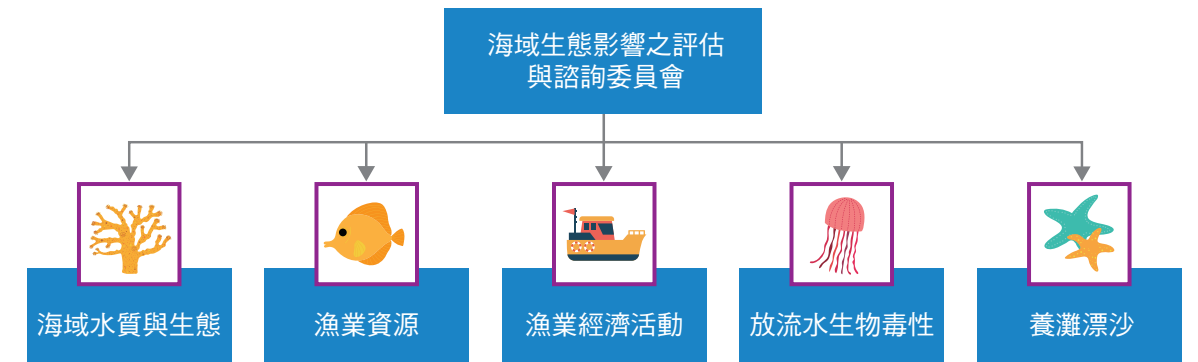 海域生態影響之評估
與諮詢委員會
海域水質與生態
漁業資源
漁業經濟活動
放流水生物毒性
養灘漂沙